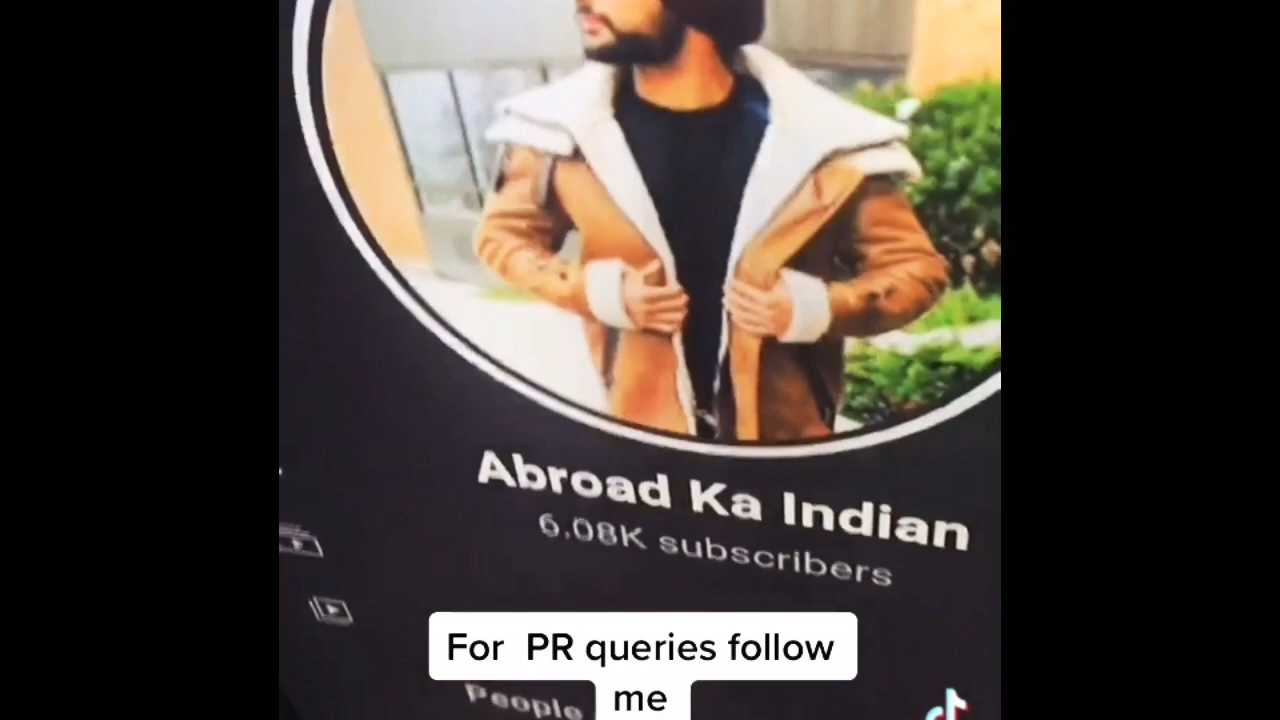 Abroad Ka Indian
6.08K subscribers
For  PR queries follow
me
People